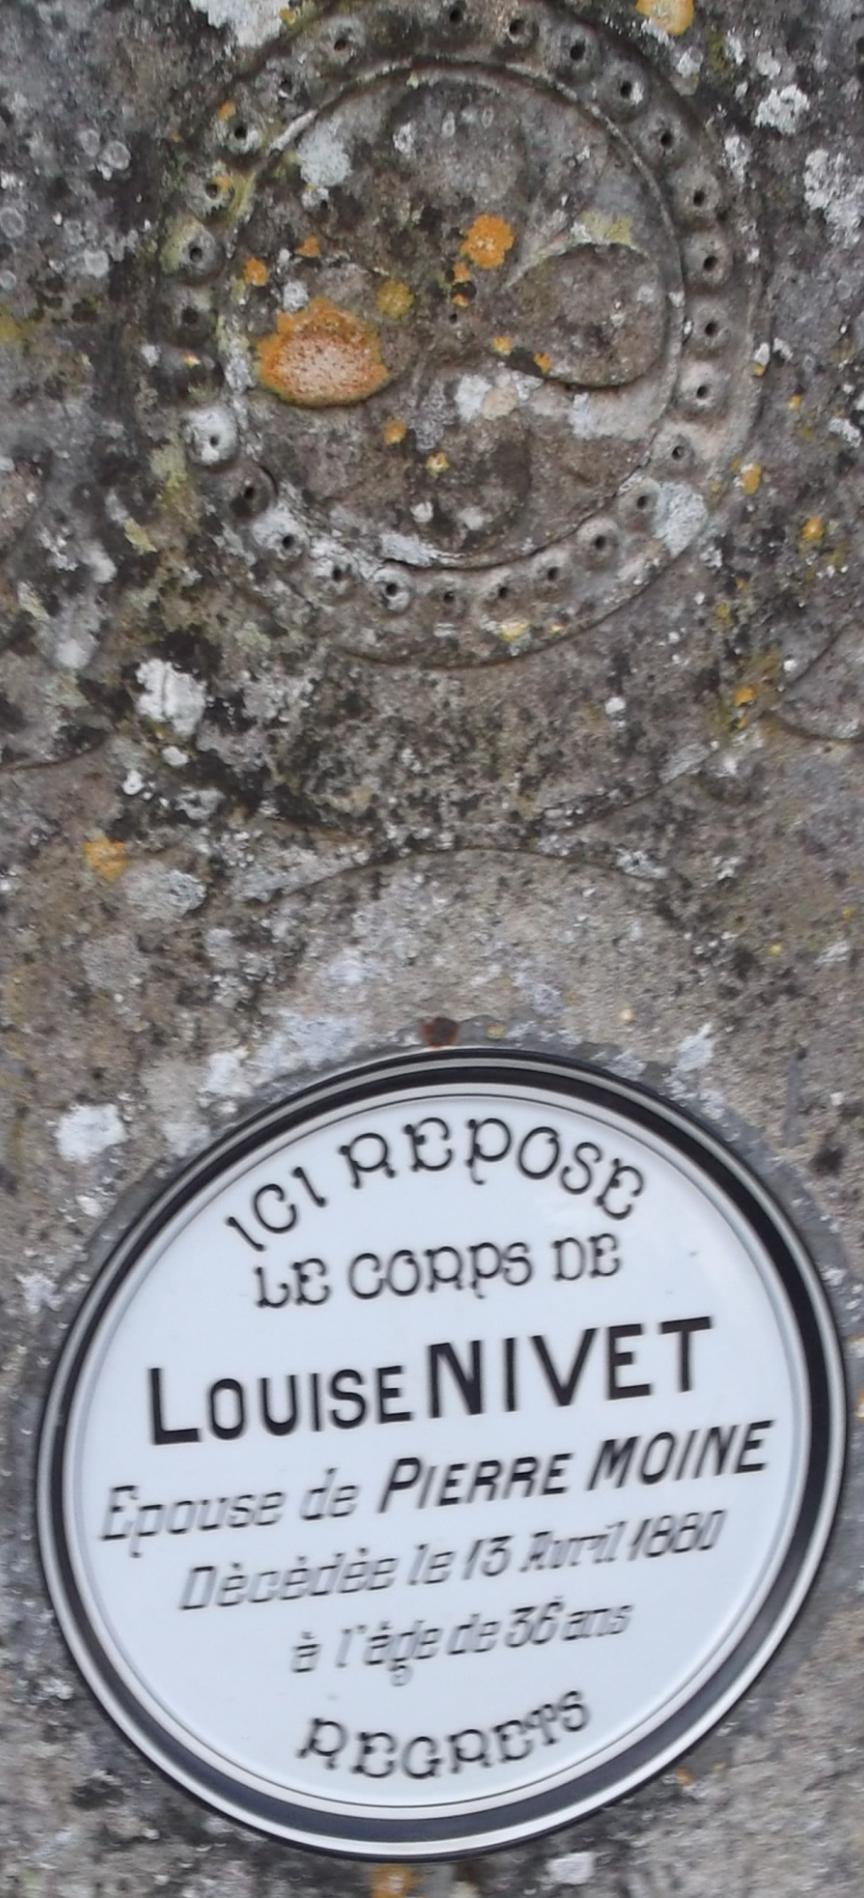 ICI REPOSE
LE CORPS DE
LOUISE NIVET
Epouse de PIERRE MOINE
Dècèdèe le 13 Avril 1880
à l'âge de 36 ans
REGRETS